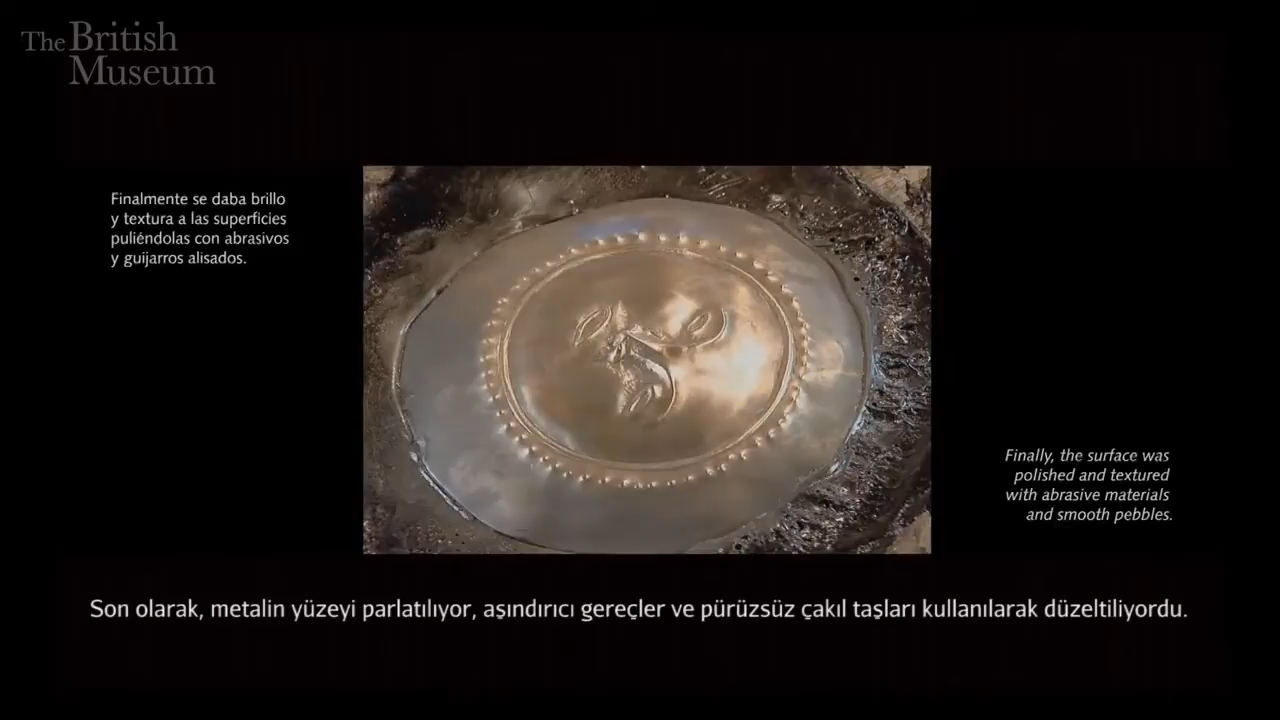 The British
Museum
Finalmente se daba brillo
y textura a las superficies
puliéndolas con abrasivos
y guijarros alisados.
Finally, the surface was
polished and textured
with abrasive materials
and smooth pebbles.
Son olarak, metalin yüzeyi parlatılıyor, aşındırıcı gereçler ve pürüzsüz çakıl taşları kullanılarak düzeltiliyordu.